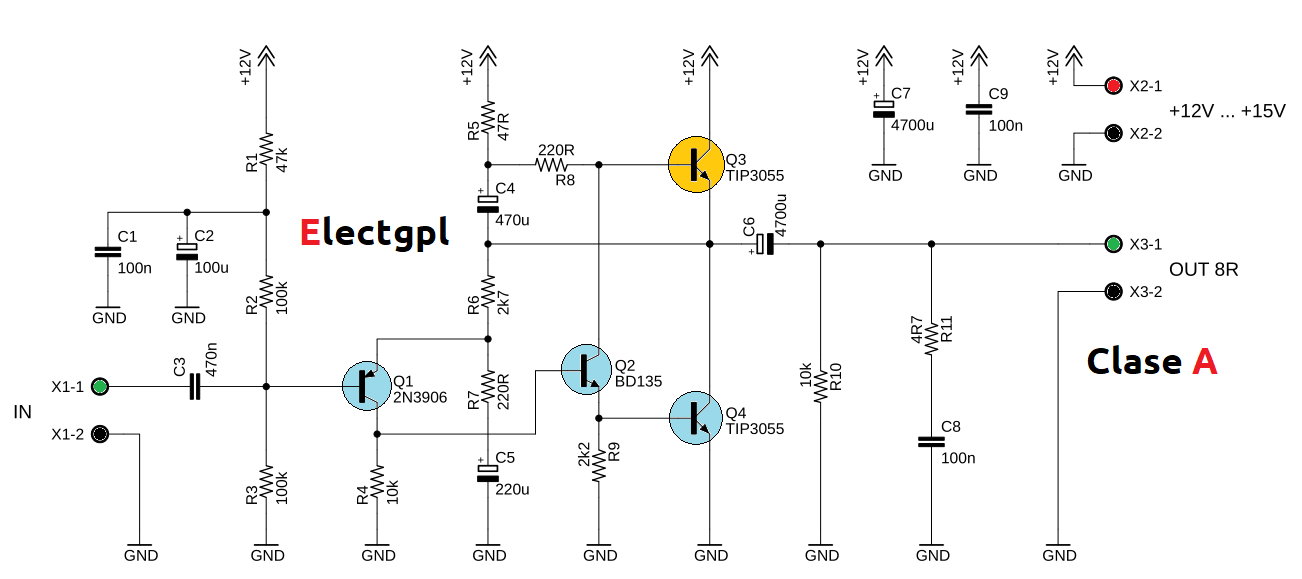 +12V
+12V
+12V
+12V
+12V
+12V
X2-1
+12V ... +15V
X2-2
GND
GND
GND
C7
4700u
C9
100n
R1
47k
R5
47R
220R
R8
Q3
TIP3055
C4
470u
Electgpl
C1
100n
C2
100u
GND
GND
R2
100k
R6
2k7
C6
4700u
X3-1
OUT 8R
X3-2
C3
470n
X1-1
IN
X1-2
Q1
2N3906
R7
220R
Q2
BD135
Q4
TIP3055
10k
R10
4R7
R11
Clase A
C8
100n
R3
100k
R4
10k
C5
220u
2k2
R9
GND
GND
GND
GND
GND
GND
GND
GND
GND